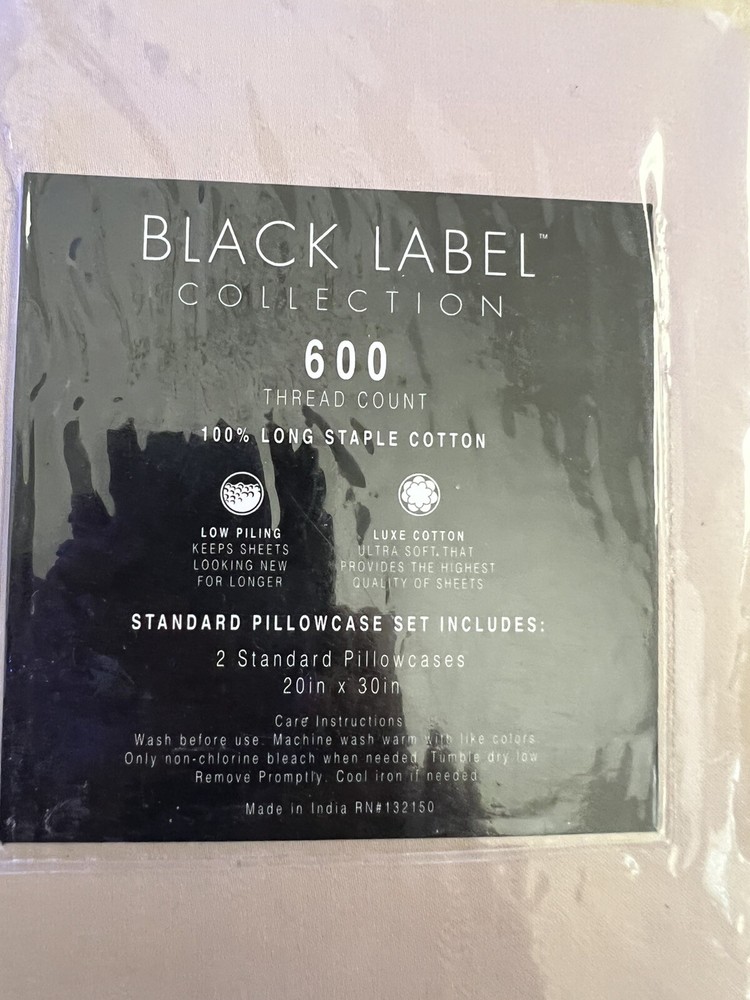 BLACK LABEL™
COLLECTION
600
THREAD COUNT
100% LONG STAPLE COTTON
LOW PILING
KEEPS SHEETS
LOOKING NEW
FOR LONGER
LUXE COTTON
ULTRA SOFT.THAT
PROVIDES THE HIGHEST
QUALITY OF SHEETS
STANDARD PILLOWCASE SET INCLUDES:
2 Standard Pillowcases
20in x 30in
Care Instructions
Wash before use. Machine wash warm with like colors
Only non-chlorine bleach when needed. Tumble dry low
Remove Promptly. Cool iron if needed.
Made in India RN#132150